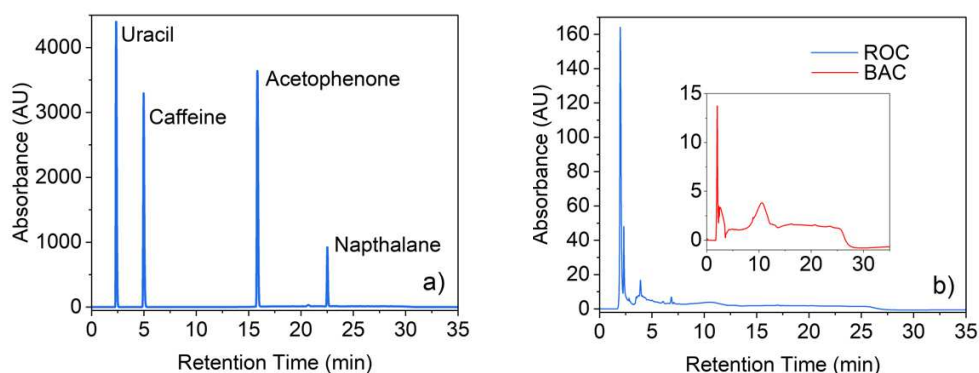 Uracil
Caffeine
Acetophenone
Napthalane
a)
4000
3000
2000
1000
0
Absorbance (AU)
0 5 10 15 20 25 30 35
Retention Time (min)
ROC
BAC
b)
160
140
120
100
80
60
40
20
0
Absorbance (AU)
15
10
5
0
0 10 20 30
0 5 10 15 20 25 30 35
Retention Time (min)